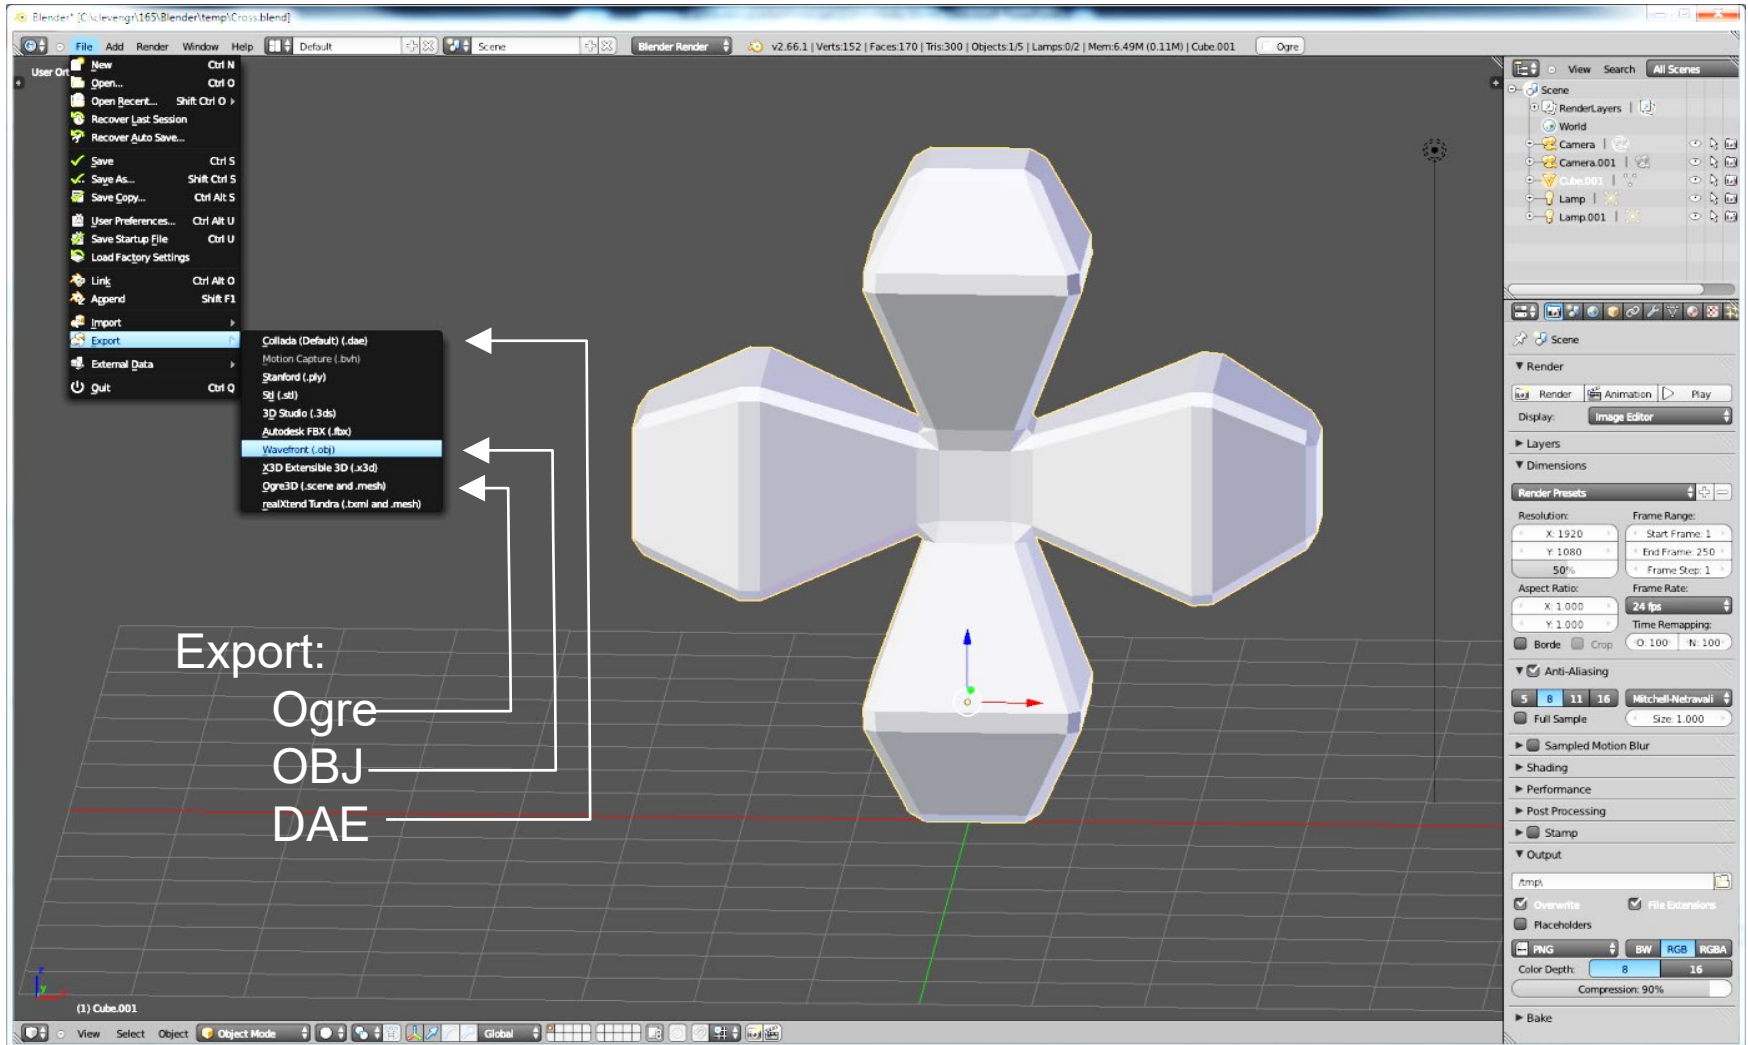 Blender* [C:\clevengr\165\Blender\temp\Cross.blend]
File Add Render Window Help Default Scene Blender Render v2.66.1 | Verts:152 | Faces:170 | Tris:300 | Objects:1/5 | Lamps:0/2 | Mem:6.49M (0.11M) | Cube.001 Ogre
User Ort
New Ctrl N
Open... Ctrl O
Open Recent... Shift Ctrl O
Recover Last Session
Recover Auto Save...
Save Ctrl S
Save As... Shift Ctrl S
Save Copy... Ctrl Alt S
User Preferences... Ctrl Alt U
Save Startup File Ctrl U
Load Factory Settings
Link Ctrl Alt O
Append Shift F1
Import
Export
External Data
Quit Ctrl Q
Collada (Default) (.dae)
Motion Capture (.bvh)
Stanford (.ply)
Stl (.stl)
3D Studio (.3ds)
Autodesk FBX (.fbx)
Wavefront (.obj)
X3D Extensible 3D (.x3d)
Ogre3D (.scene and .mesh)
realXtend Tundra (.txml and .mesh)
Export:
Ogre
OBJ
DAE
z
y
(1) Cube.001
View Select Object Object Mode Global
View Search All Scenes
Scene
RenderLayers |
World
Camera |
Camera.001 |
Cube.001 |
Lamp |
Lamp.001 |
Scene
Render
Render Animation Play
Display: Image Editor
Layers
Dimensions
Render Presets
Resolution: Frame Range:
X: 1920 Start Frame: 1
Y: 1080 End Frame: 250
50% Frame Step: 1
Aspect Ratio: Frame Rate:
X: 1.000 24 fps
Y: 1.000 Time Remapping:
Borde Crop O: 100 N: 100
Anti-Aliasing
5 8 11 16 Mitchell-Netravali
Full Sample Size: 1.000
Sampled Motion Blur
Shading
Performance
Post Processing
Stamp
Output
/tmp\
Overwrite File Extensions
Placeholders
PNG BW RGB RGBA
Color Depth: 8 16
Compression: 90%
Bake